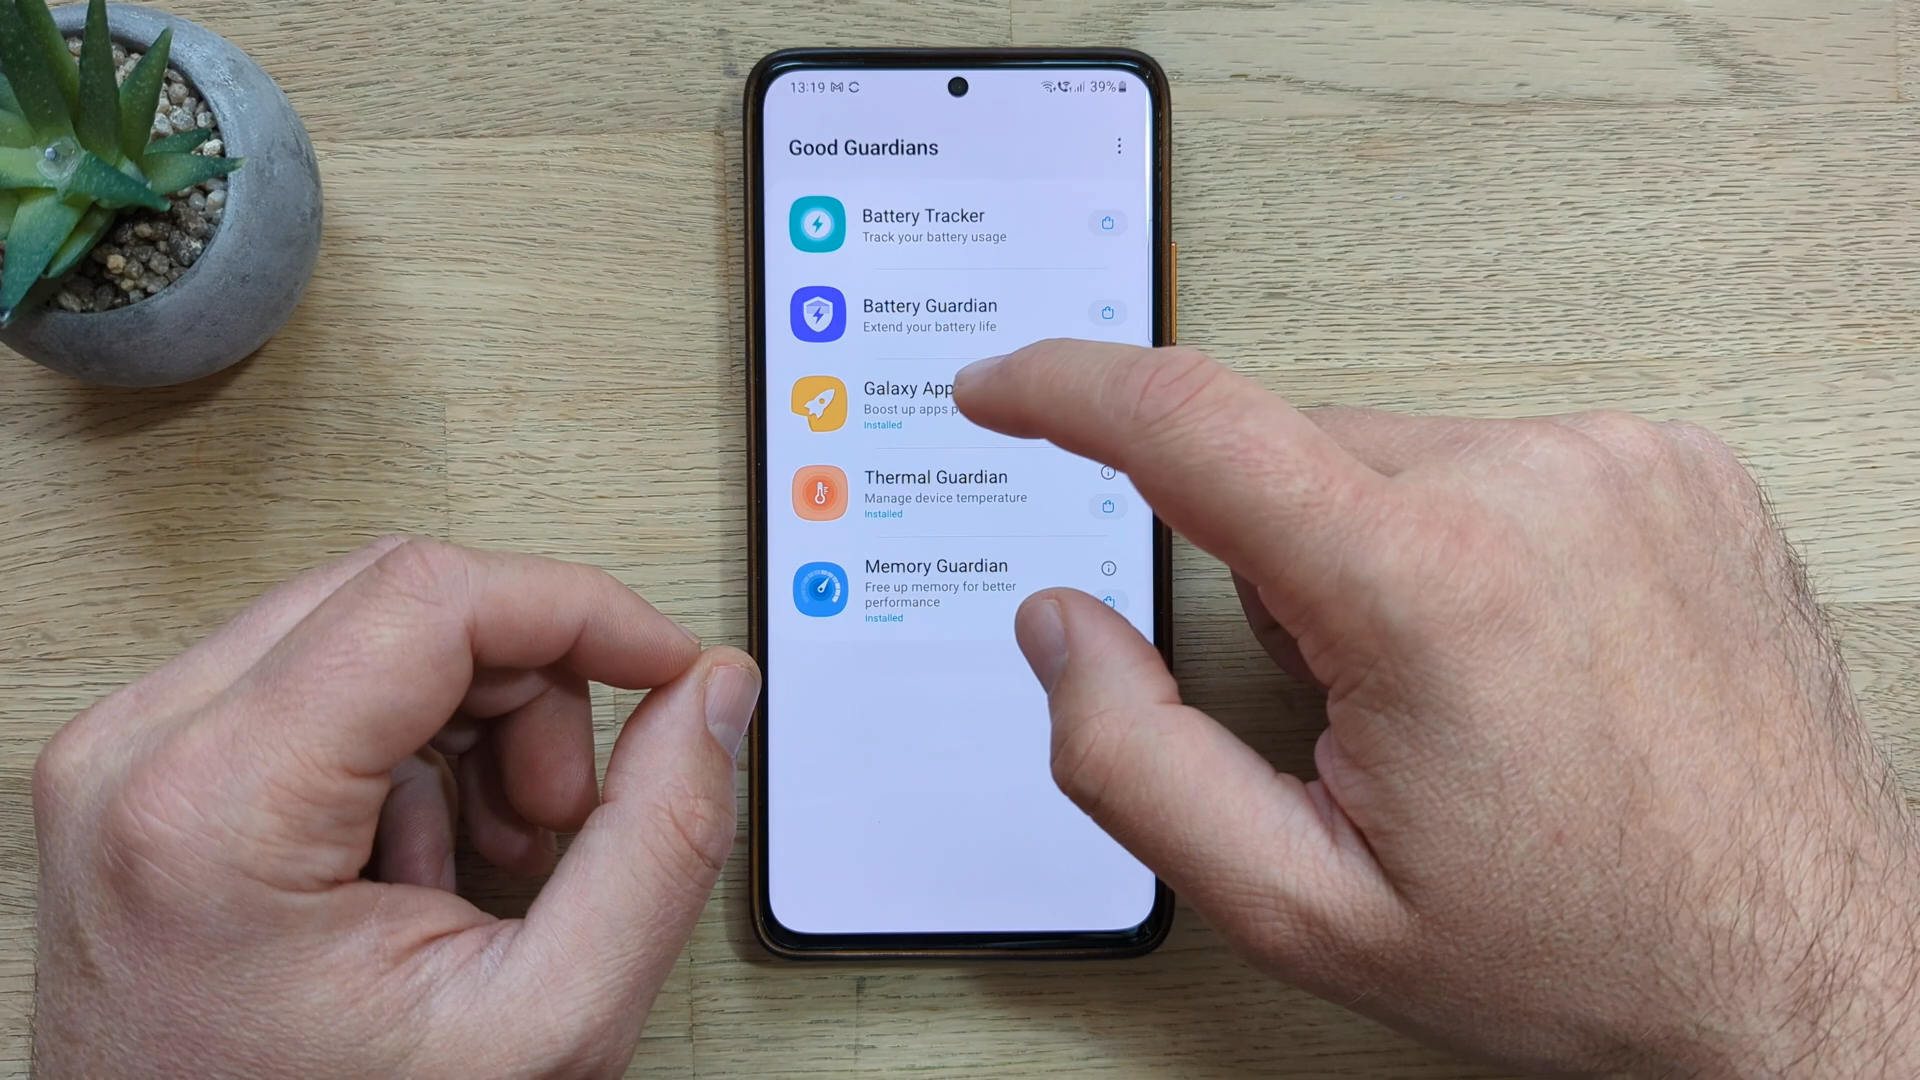 13:19
39%
Good Guardians
Battery Tracker
Track your battery usage
Battery Guardian
Extend your battery life
Galaxy App
Boost up apps p
Installed
Thermal Guardian
Manage device temperature
Installed
Memory Guardian
Free up memory for better
performance
Installed